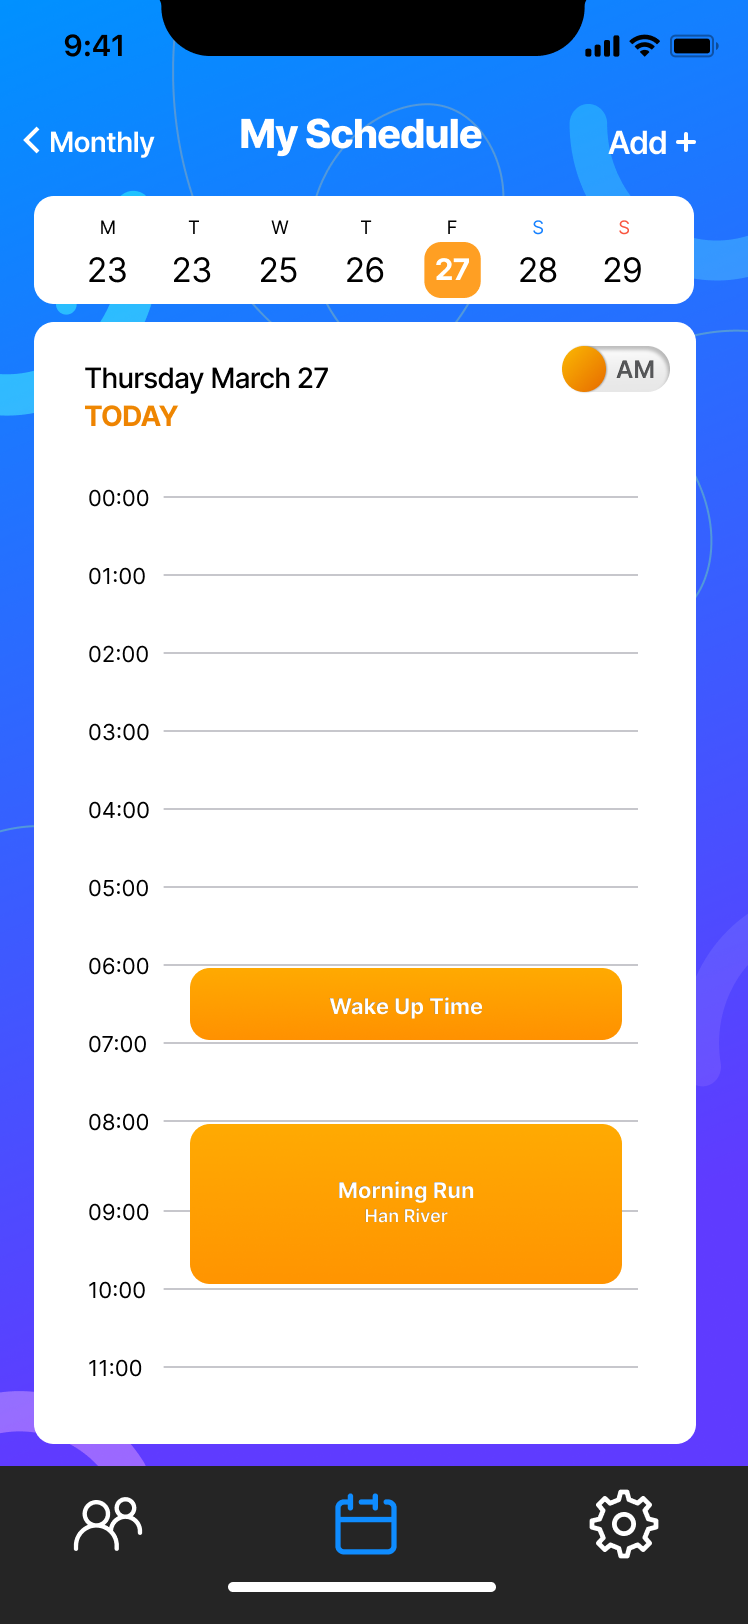 9:41
Monthly
My Schedule
Add +
M T W T F S S
23 23 25 26 27 28 29
Thursday March 27
AM
TODAY
00:00
01:00
02:00
03:00
04:00
05:00
06:00
Wake Up Time
07:00
08:00
Morning Run
09:00
Han River
10:00
11:00